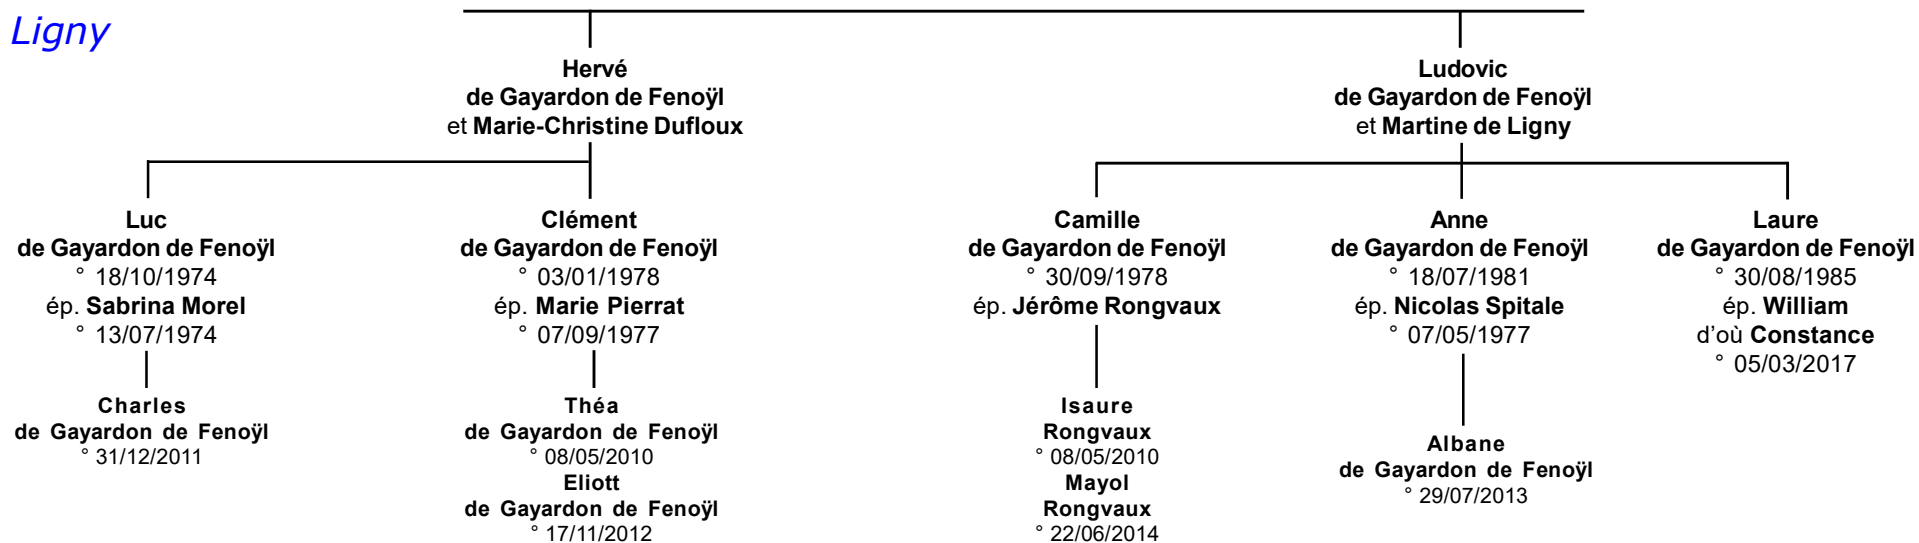 Ligny
Hervé
de Gayardon de Fenoÿl
et Marie-Christine Dufloux
Ludovic
de Gayardon de Fenoÿl
et Martine de Ligny
Luc
de Gayardon de Fenoÿl
° 18/10/1974
ép. Sabrina Morel
° 13/07/1974
Clément
de Gayardon de Fenoÿl
° 03/01/1978
ép. Marie Pierrat
° 07/09/1977
Camille
de Gayardon de Fenoÿl
° 30/09/1978
ép. Jérôme Rongvaux
Anne
de Gayardon de Fenoÿl
° 18/07/1981
ép. Nicolas Spitale
° 07/05/1977
Laure
de Gayardon de Fenoÿl
° 30/08/1985
ép. William
d’où Constance
° 05/03/2017
Charles
de Gayardon de Fenoÿl
° 31/12/2011
Théa
de Gayardon de Fenoÿl
° 08/05/2010
Eliott
de Gayardon de Fenoÿl
° 17/11/2012
Isaure
Rongvaux
° 08/05/2010
Mayol
Rongvaux
° 22/06/2014
Albane
de Gayardon de Fenoÿl
° 29/07/2013